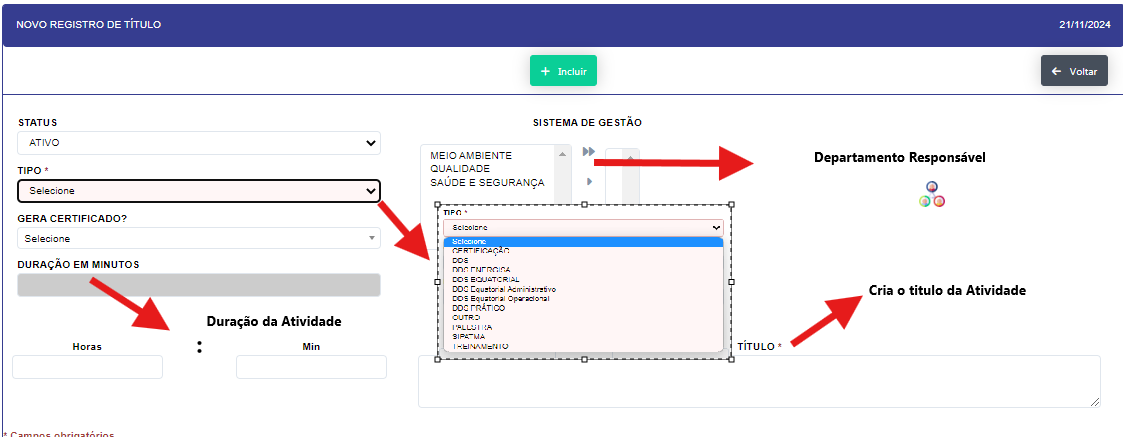 NOVO REGISTRO DE TÍTULO
21/11/2024
+ Incluir
← Voltar
STATUS
ATIVO
TIPO *
Selecione
GERA CERTIFICADO?
Selecione
DURAÇÃO EM MINUTOS
Duração da Atividade
Horas : Min
SISTEMA DE GESTÃO
MEIO AMBIENTE
QUALIDADE
SAÚDE E SEGURANÇA
Departamento Responsável
TIPO *
Selecione
Selecione
CERTIFICAÇÃO
DDS
DDS ENERGISA
DDS EQUATORIAL
DDS Equatorial Administrativo
DDS Equatorial Operacional
DDS PRÁTICO
OUTRO
PALESTRA
SIPATMA
TREINAMENTO
Cria o titulo da Atividade
TÍTULO *
* Campos obrigatórios